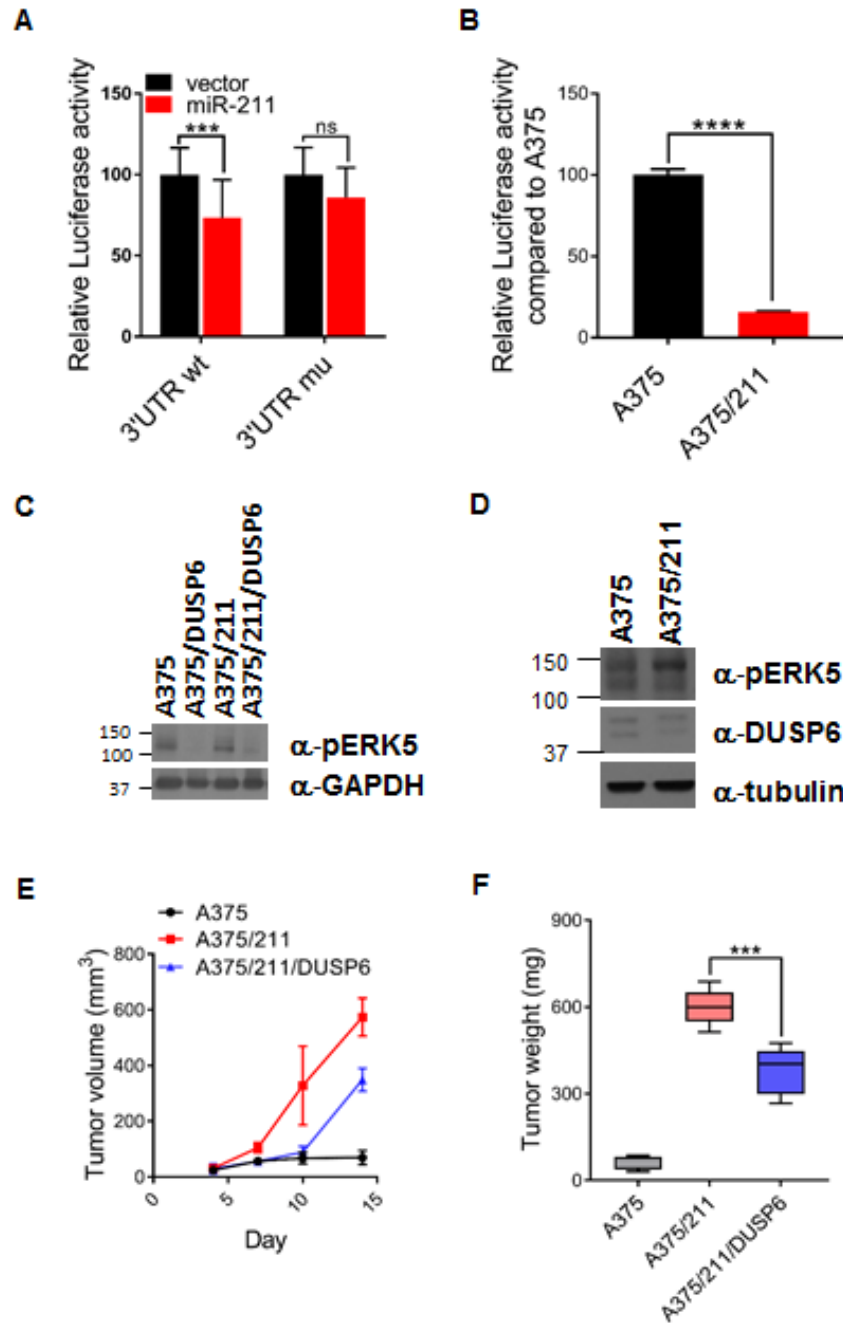 A
vector
miR-211
Relative Luciferase activity
150
100
50
0
***
ns
3'UTR wt
3'UTR mu
B
Relative Luciferase activity
compared to A375
150
100
50
0
****
A375
A375/211
C
A375
A375/DUSP6
A375/211
A375/211/DUSP6
150
100
37
α-pERK5
α-GAPDH
D
A375
A375/211
150
100
37
α-pERK5
α-DUSP6
α-tubulin
E
A375
A375/211
A375/211/DUSP6
Tumor volume (mm³)
800
600
400
200
0
0
5
10
15
Day
F
Tumor weight (mg)
900
600
300
0
***
A375
A375/211
A375/211/DUSP6